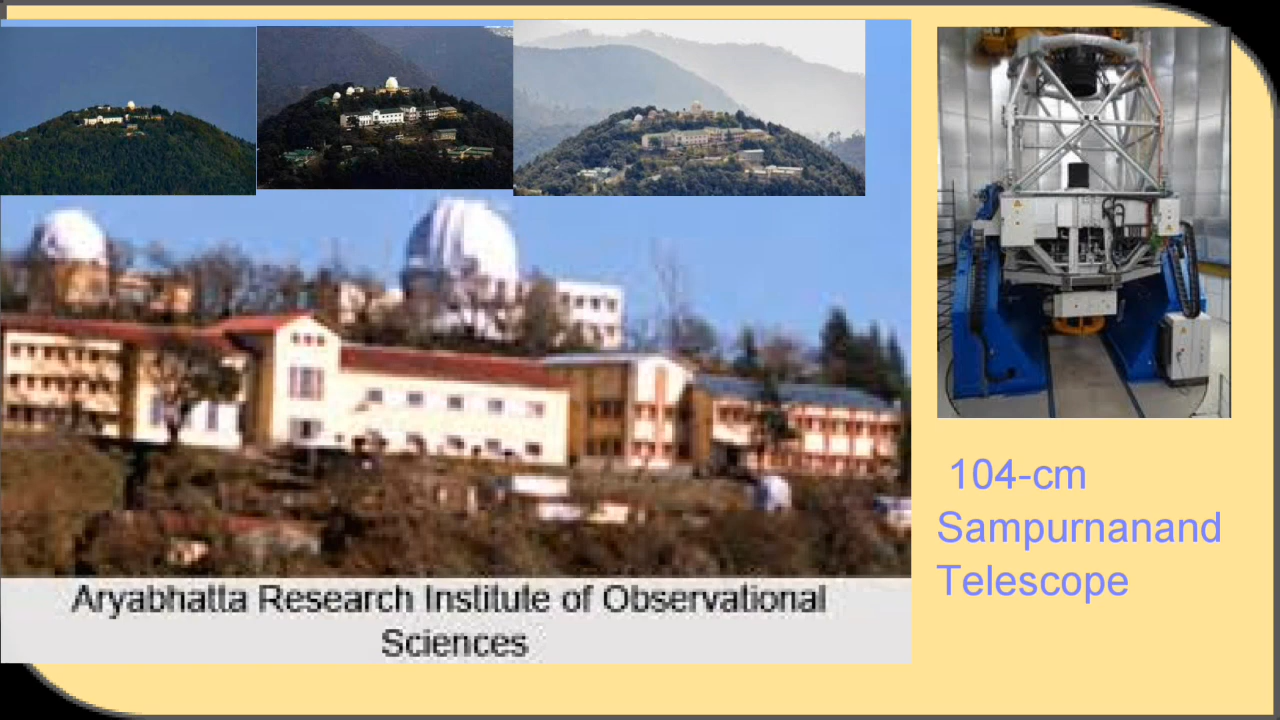 Aryabhatta Research Institute of Observational
Sciences
104-cm
Sampurnanand
Telescope